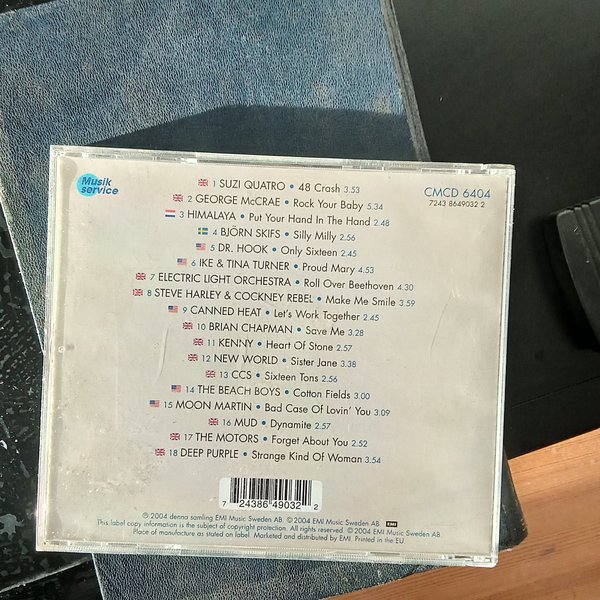 Musik
service
1 SUZI QUATRO • 48 Crash 3.53
CMCD 6404
2 GEORGE McCRAE • Rock Your Baby 5.34
7243 8649032 2
3 HIMALAYA • Put Your Hand In The Hand 2.48
4 BJÖRN SKIFS • Silly Milly 2.56
5 DR. HOOK • Only Sixteen 2.45
6 IKE & TINA TURNER • Proud Mary 4.53
7 ELECTRIC LIGHT ORCHESTRA • Roll Over Beethoven 4.30
8 STEVE HARLEY & COCKNEY REBEL • Make Me Smile 3.59
9 CANNED HEAT • Let's Work Together 2.45
10 BRIAN CHAPMAN • Save Me 3.28
11 KENNY • Heart Of Stone 2.57
12 NEW WORLD • Sister Jane 3.38
13 CCS • Sixteen Tons 2.56
14 THE BEACH BOYS • Cotton Fields 3.00
15 MOON MARTIN • Bad Case Of Lovin' You 3.09
16 MUD • Dynamite 2.57
17 THE MOTORS • Forget About You 2.52
18 DEEP PURPLE • Strange Kind Of Woman 3.54
7 24386 49032 2
℗ 2004 denna samling EMI Music Sweden AB. © 2004 EMI Music Sweden AB. EMI
This label copy information is the subject of copyright protection. All rights reserved. © 2004 EMI Music Sweden AB.
Place of manufacture as stated on label. Marketed and distributed by EMI. Printed in the EU